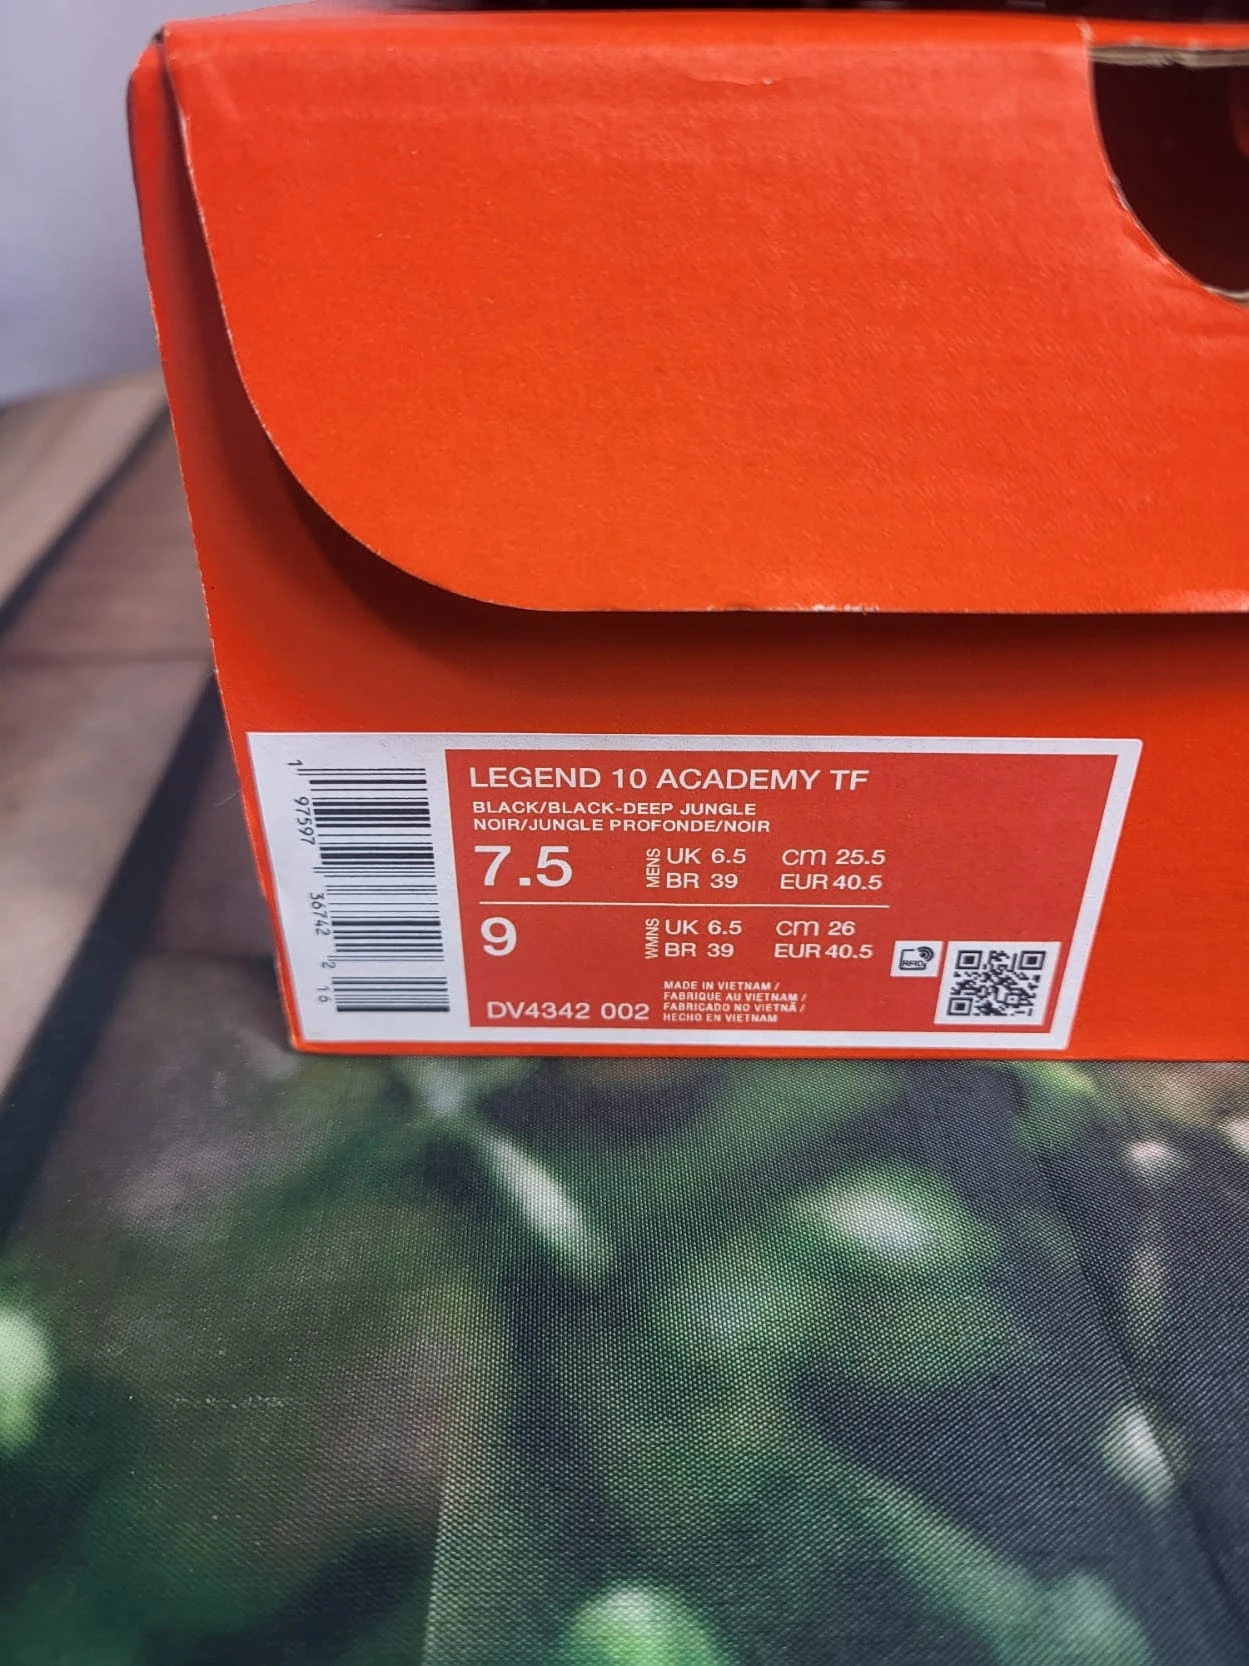 LEGEND 10 ACADEMY TF
BLACK/BLACK-DEEP JUNGLE
NOIR/JUNGLE PROFONDE/NOIR
7.5 MENS UK 6.5 CM 25.5
BR 39 EUR 40.5
9 WMNS UK 6.5 CM 26
BR 39 EUR 40.5
RFID
DV4342 002
MADE IN VIETNAM /
FABRIQUE AU VIETNAM /
FABRICADO NO VIETNÃ /
HECHO EN VIETNAM
1 97597 36742 2 16